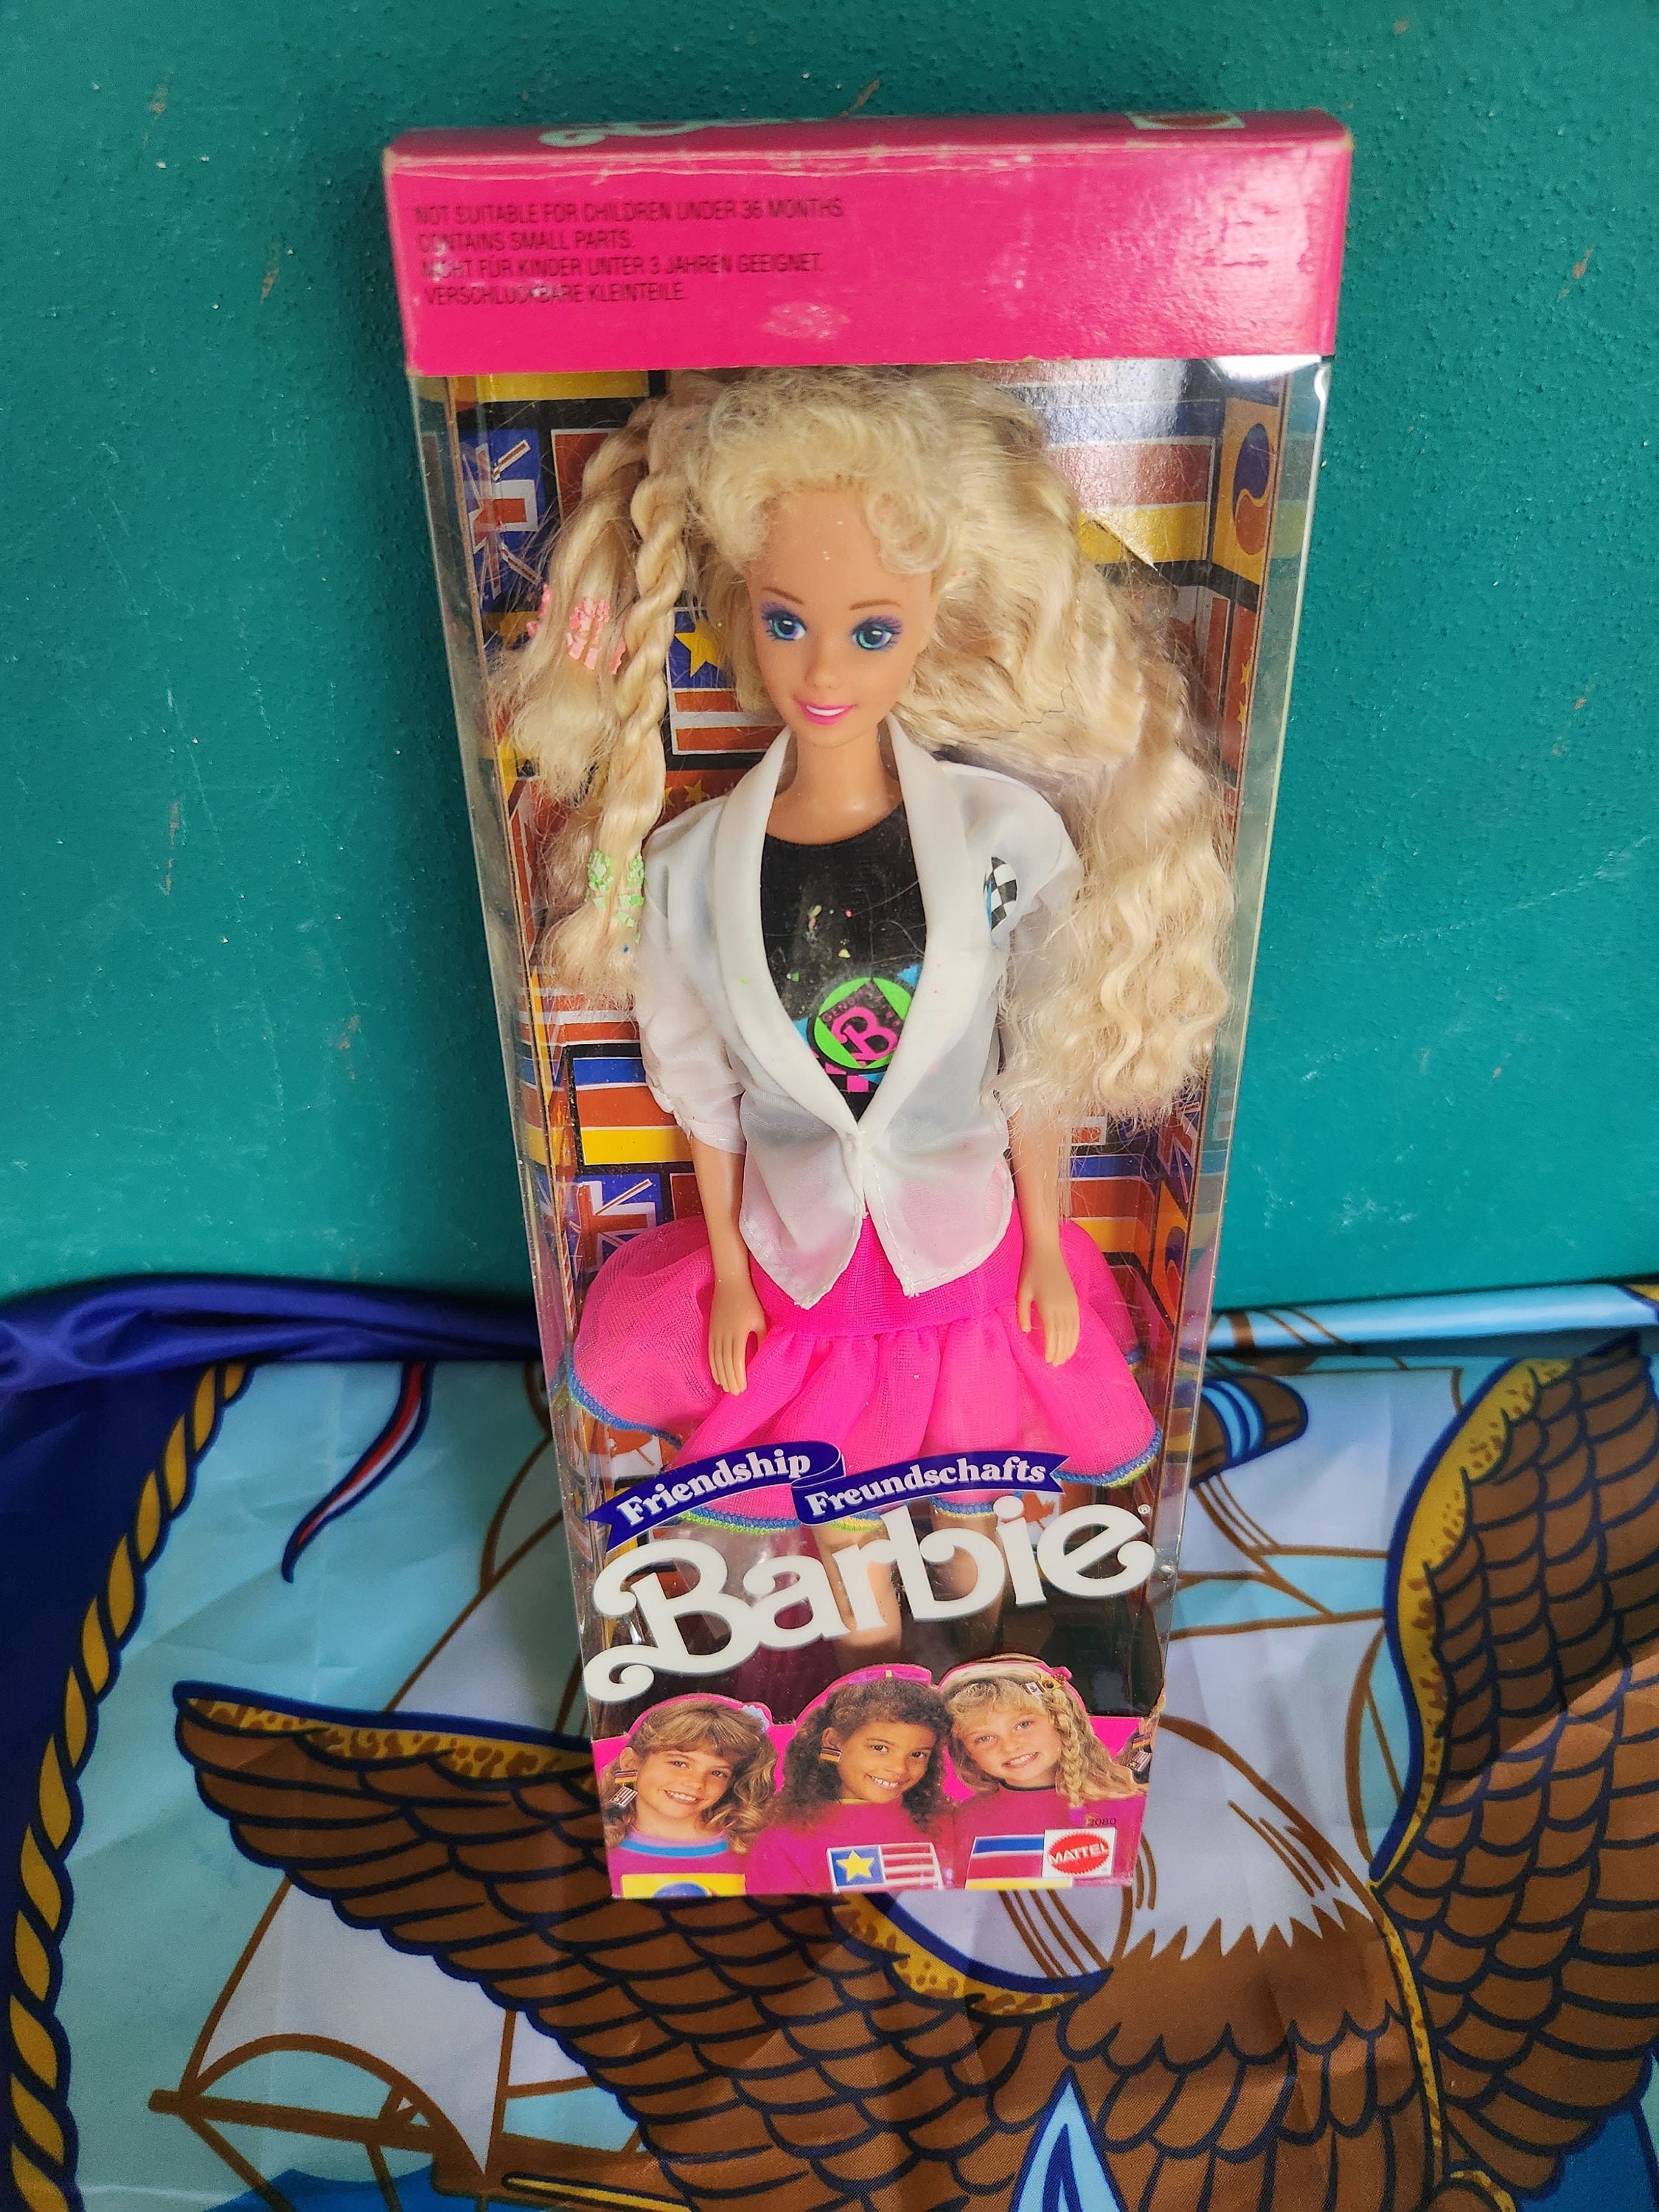 NOT SUITABLE FOR CHILDREN UNDER 36 MONTHS.
CONTAINS SMALL PARTS.
NICHT FÜR KINDER UNTER 3 JAHREN GEEIGNET.
VERSCHLUCKBARE KLEINTEILE.
B
Friendship
Freundschafts
Barbie®
2080
MATTEL